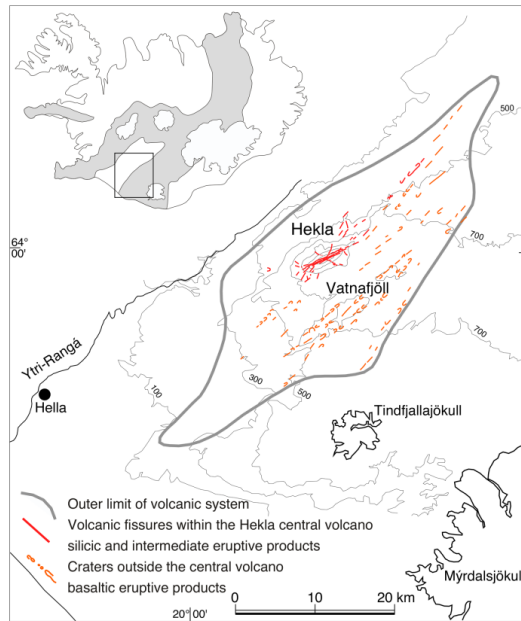 500
64°
00'
Hekla
700
Vatnafjöll
Ytri-Rangá
700
100
300
500
Hella
Tindfjallajökull
Outer limit of volcanic system
Volcanic fissures within the Hekla central volcano
silicic and intermediate eruptive products
Craters outside the central volcano
basaltic eruptive products
Mýrdalsjökull
20°00'
0 10 20 km